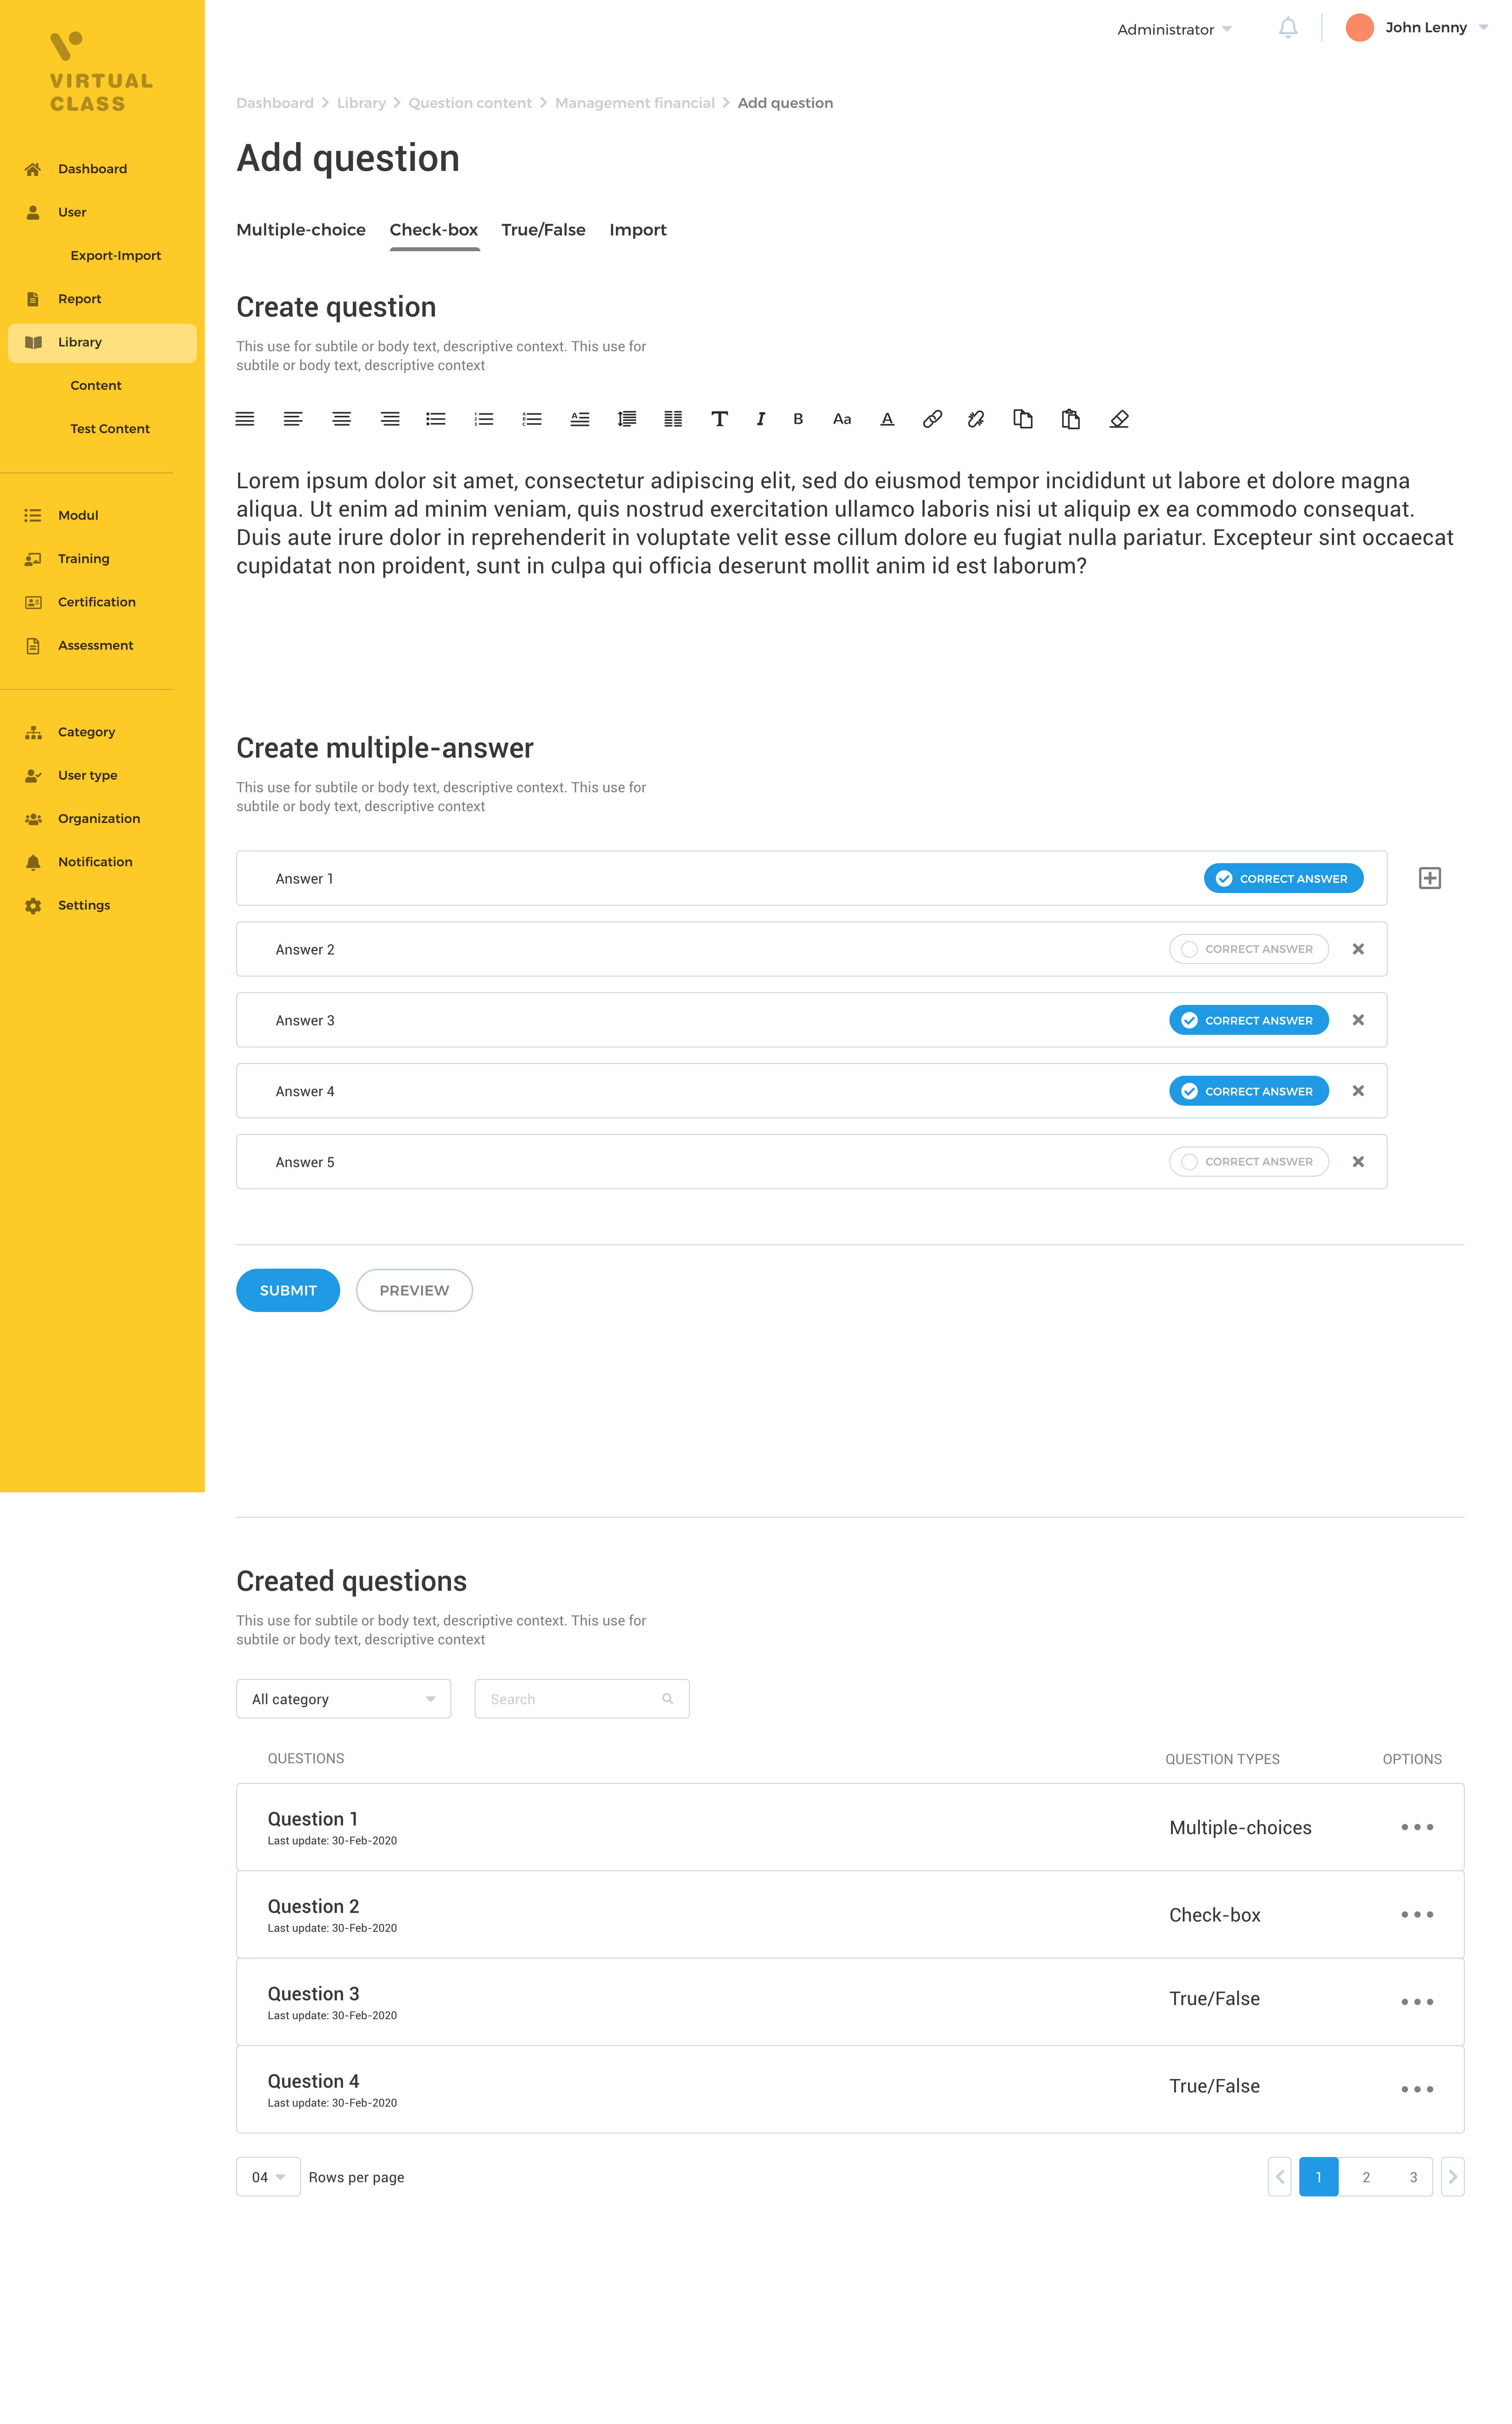 VIRTUAL
CLASS
Dashboard
User
Export-Import
Report
Library
Content
Test Content
Modul
Training
Certification
Assessment
Category
User type
Organization
Notification
Settings
Administrator
John Lenny
Dashboard > Library > Question content > Management financial > Add question
Add question
Multiple-choice Check-box True/False Import
Create question
This use for subtile or body text, descriptive context. This use for
subtile or body text, descriptive context
T I B Aa A
Lorem ipsum dolor sit amet, consectetur adipiscing elit, sed do eiusmod tempor incididunt ut labore et dolore magna
aliqua. Ut enim ad minim veniam, quis nostrud exercitation ullamco laboris nisi ut aliquip ex ea commodo consequat.
Duis aute irure dolor in reprehenderit in voluptate velit esse cillum dolore eu fugiat nulla pariatur. Excepteur sint occaecat
cupidatat non proident, sunt in culpa qui officia deserunt mollit anim id est laborum?
Create multiple-answer
This use for subtile or body text, descriptive context. This use for
subtile or body text, descriptive context
Answer 1 CORRECT ANSWER
Answer 2 CORRECT ANSWER
Answer 3 CORRECT ANSWER
Answer 4 CORRECT ANSWER
Answer 5 CORRECT ANSWER
SUBMIT PREVIEW
Created questions
This use for subtile or body text, descriptive context. This use for
subtile or body text, descriptive context
All category Search
QUESTIONS QUESTION TYPES OPTIONS
Question 1 Multiple-choices
Last update: 30-Feb-2020
Question 2 Check-box
Last update: 30-Feb-2020
Question 3 True/False
Last update: 30-Feb-2020
Question 4 True/False
Last update: 30-Feb-2020
04 Rows per page 1 2 3